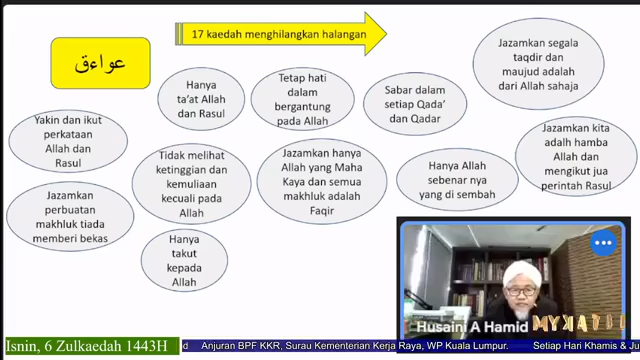 17 kaedah menghilangkan halangan
عواءق
Hanya
ta'at Allah
dan Rasul
Tetap hati
dalam
bergantung
pada Allah
Sabar dalam
setiap Qada'
dan Qadar
Jazamkan segala
taqdir dan
maujud adalah
dari Allah sahaja
Yakin dan ikut
perkataan
Allah dan
Rasul
Tidak melihat
ketinggian dan
kemuliaan
kecuali pada
Allah
Jazamkan hanya
Allah yang Maha
Kaya dan semua
makhluk adalah
Faqir
Hanya Allah
sebenar nya
yang di sembah
Jazamkan kita
adalh hamba
Allah dan
mengikut jua
perintah Rasul
Jazamkan
perbuatan
makhluk tiada
memberi bekas
Hanya
takut
kepada
Allah
Husaini A Hamid
Isnin, 6 Zulkaedah 1443H
d Anjuran BPF KKR, Surau Kementerian Kerja Raya, WP Kuala Lumpur. Setiap Hari Khamis & Ju